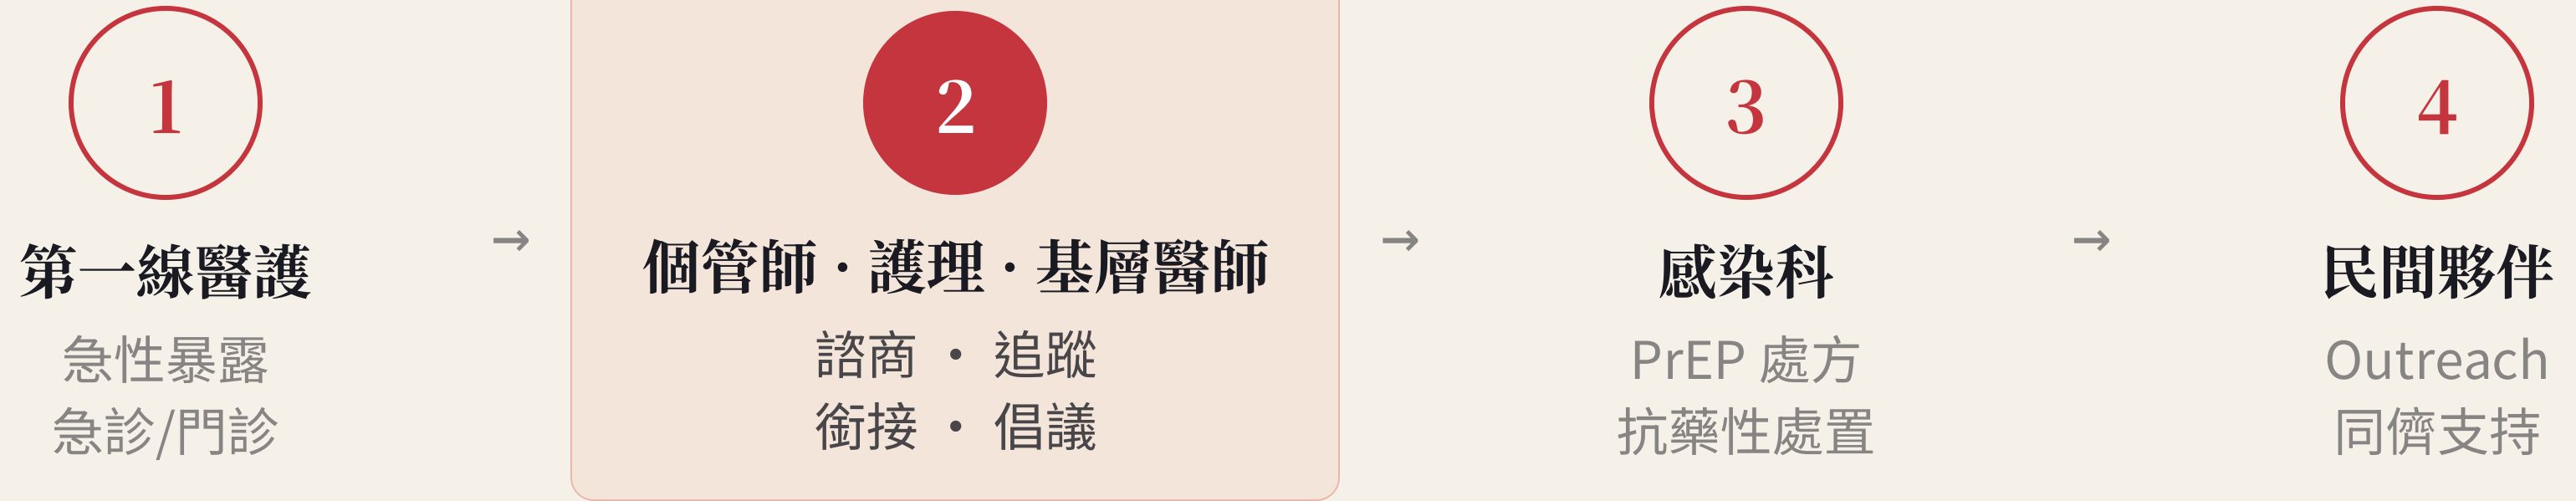 1
第一線醫護
急性暴露
急診/門診
→
2
個管師·護理·基層醫師
諮商 · 追蹤
銜接 · 倡議
→
3
感染科
PrEP 處方
抗藥性處置
→
4
民間夥伴
Outreach
同儕支持